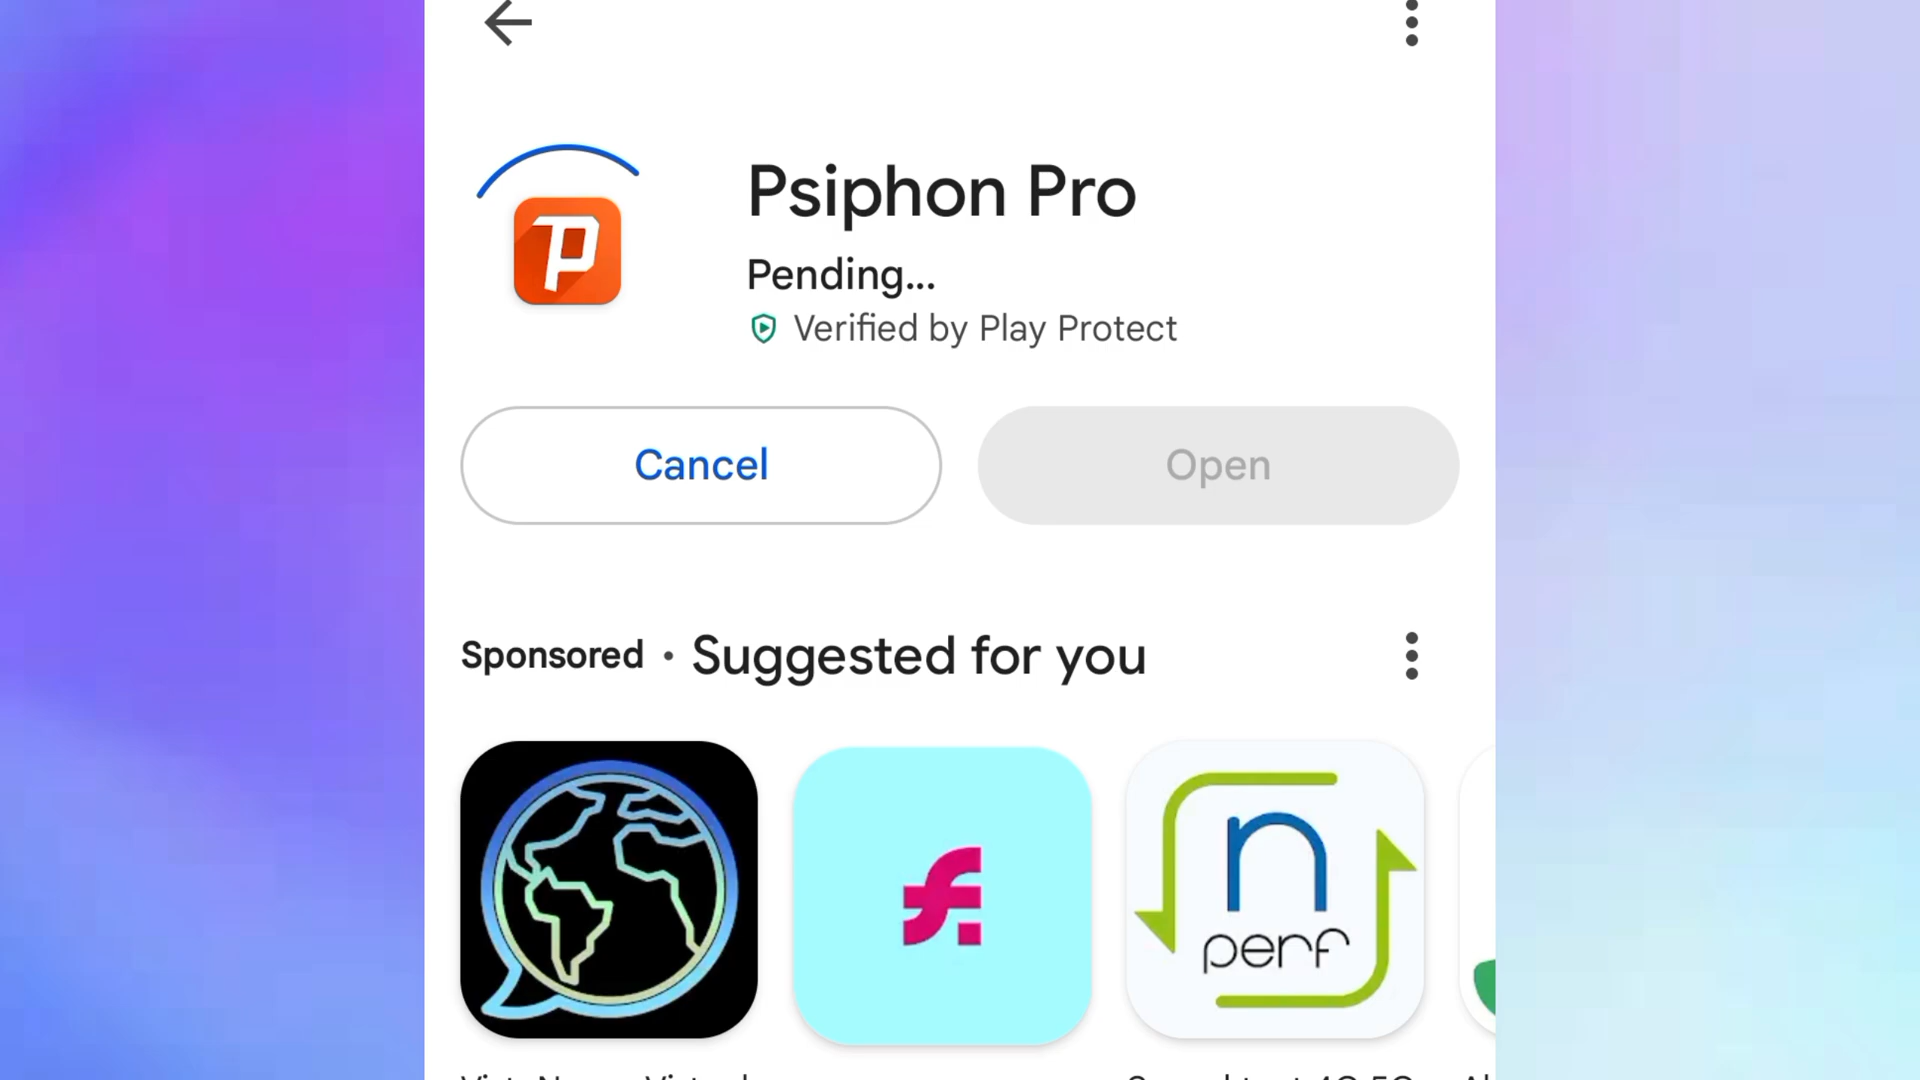 Psiphon Pro
Pending...
Verified by Play Protect
Cancel
Open
Sponsored • Suggested for you
n
perf